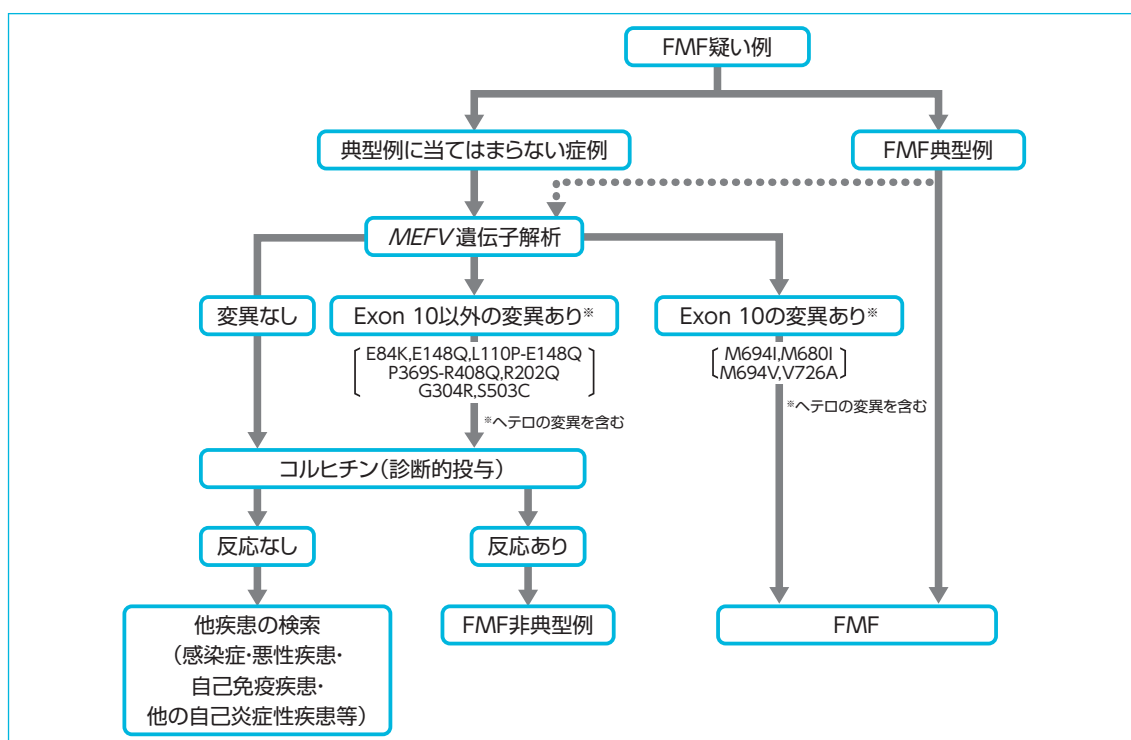 FMF疑い例
典型例に当てはまらない症例
FMF典型例
MEFV遺伝子解析
変異なし
Exon 10以外の変異あり※
Exon 10の変異あり※
E84K,E148Q,L110P-E148Q
P369S-R408Q,R202Q
G304R,S503C
M694I,M680I
M694V,V726A
※ヘテロの変異を含む
※ヘテロの変異を含む
コルヒチン(診断的投与)
反応なし
反応あり
他疾患の検索
(感染症・悪性疾患・
自己免疫疾患・
他の自己炎症性疾患等)
FMF非典型例
FMF